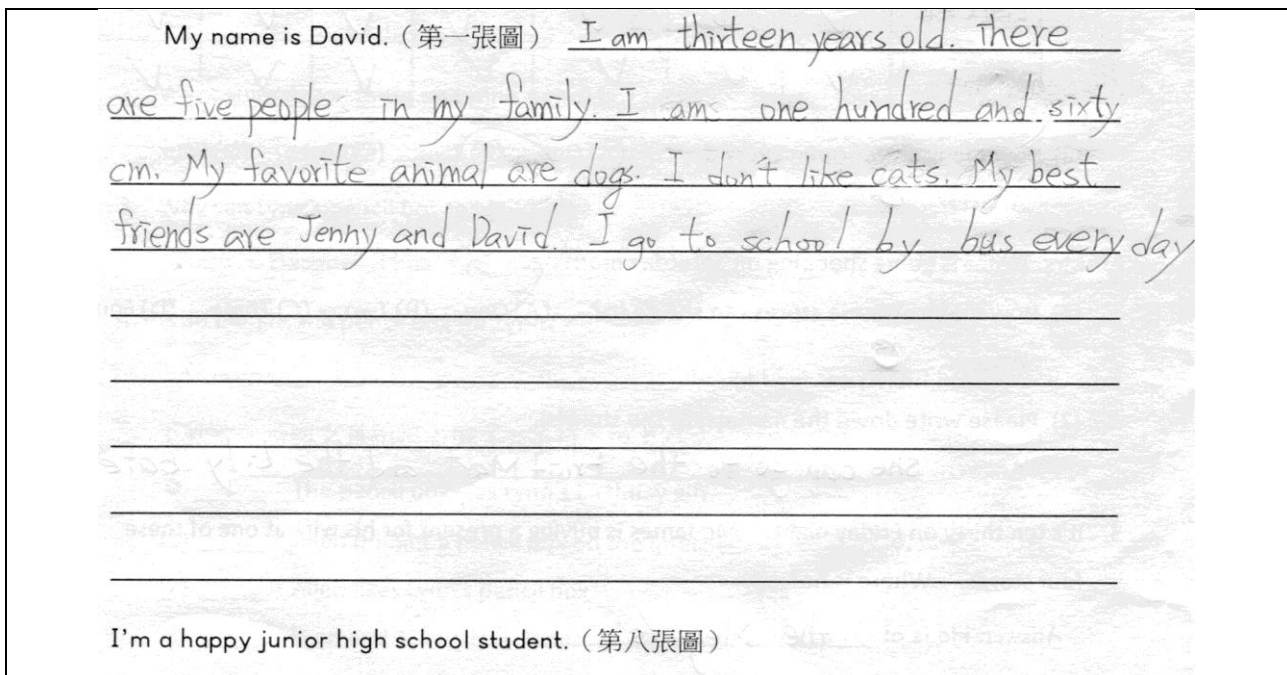 My name is David. (第一張圖) I am thirteen years old. There
are five people in my family. I am one hundred and sixty
cm. My favorite animal are dogs. I don't like cats. My best
friends are Jenny and David. I go to school by bus every day
I'm a happy junior high school student. (第八張圖)